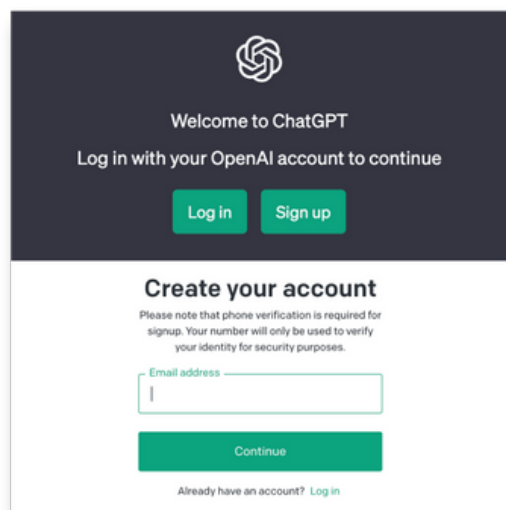 Welcome to ChatGPT
Log in with your OpenAI account to continue
Log in Sign up
Create your account
Please note that phone verification is required for
signup. Your number will only be used to verify
your identity for security purposes.
Email address
Continue
Already have an account? Log in